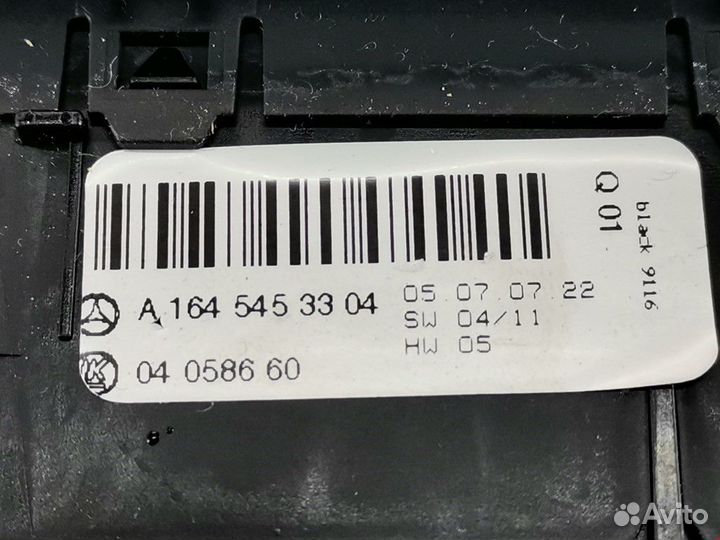 A 164 545 33 04
05.07.07.22
SW 04/11
HW 05
K
04 0586 60
Q 01
black 9116
Avito